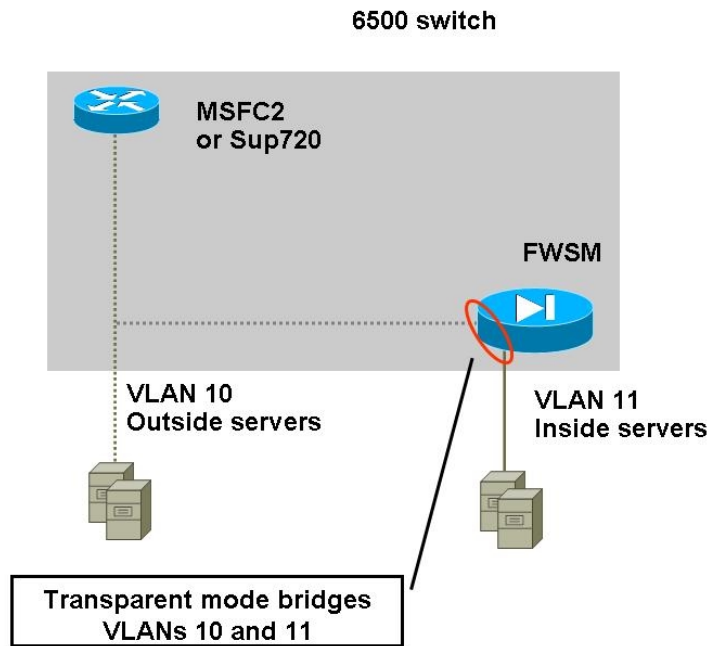 6500 switch
MSFC2
or Sup720
FWSM
VLAN 10
Outside servers
VLAN 11
Inside servers
Transparent mode bridges
VLANs 10 and 11